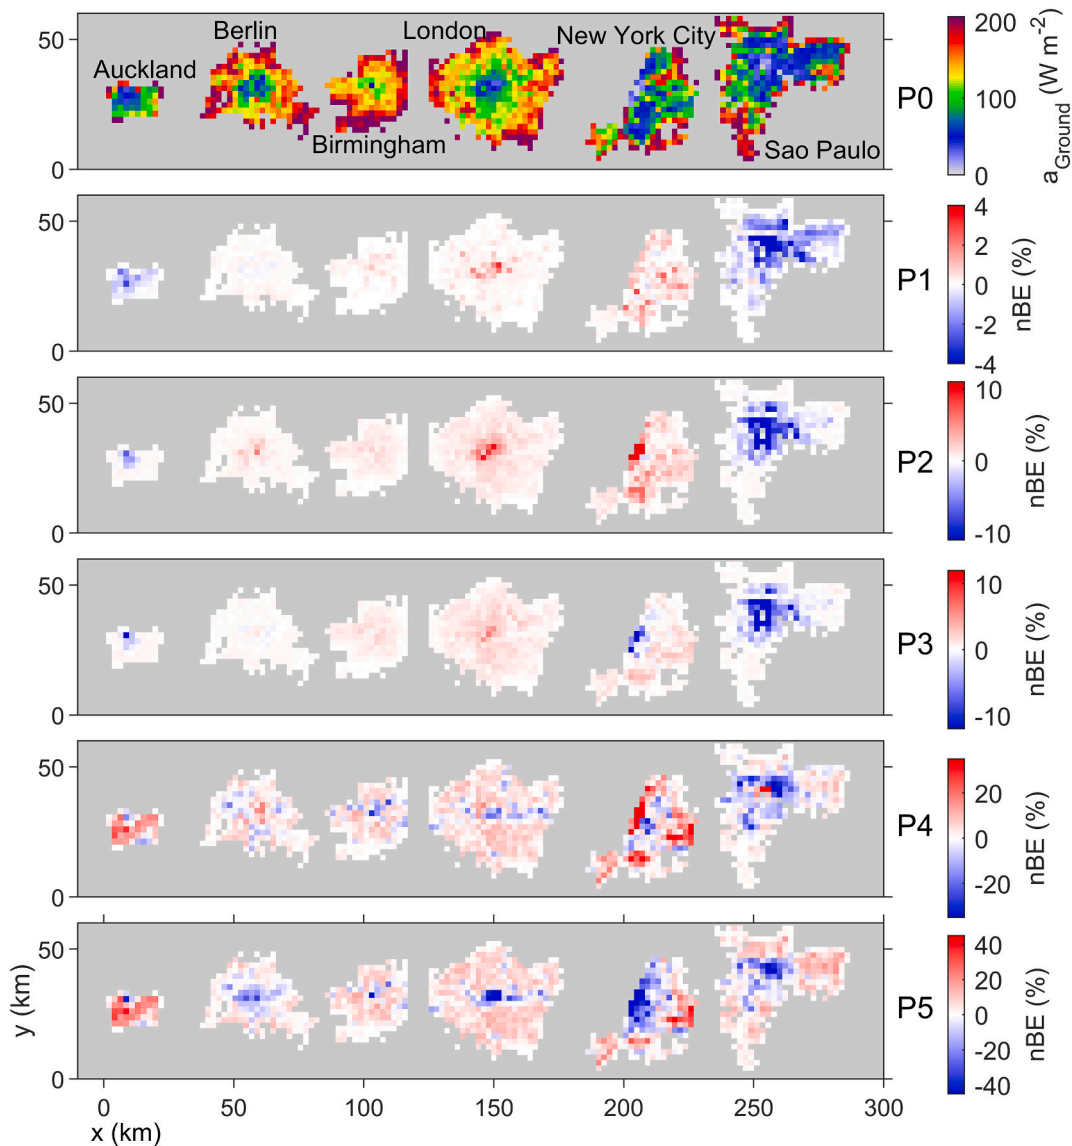 50
0
Auckland
Berlin
Birmingham
London
New York City
Sao Paulo
P0
200
100
0
a_Ground (W m⁻²)
50
0
P1
4
2
0
-2
-4
nBE (%)
50
0
P2
10
0
-10
nBE (%)
50
0
P3
10
0
-10
nBE (%)
50
0
P4
20
0
-20
nBE (%)
50
0
P5
40
20
0
-20
-40
nBE (%)
y (km)
0 50 100 150 200 250 300
x (km)